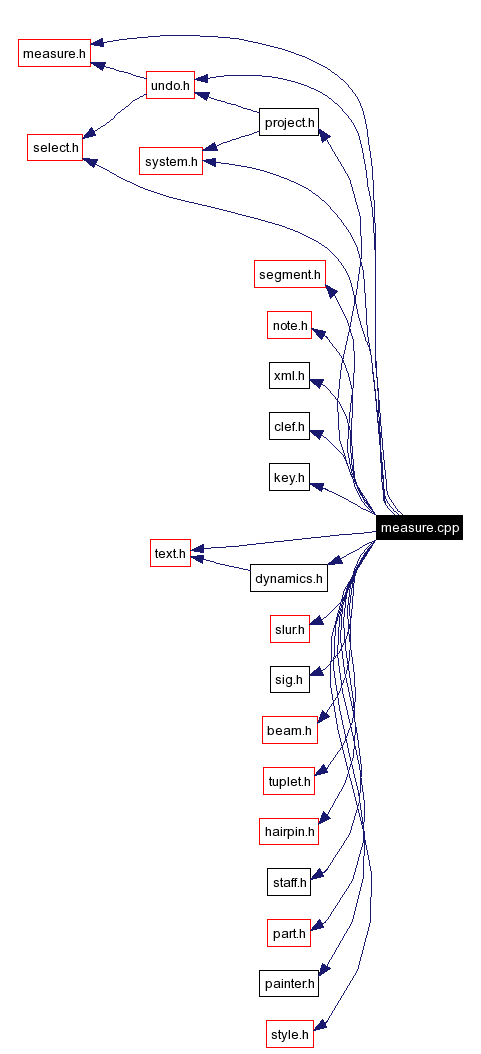 measure.h
undo.h
project.h
select.h
system.h
segment.h
note.h
xml.h
clef.h
key.h
measure.cpp
text.h
dynamics.h
slur.h
sig.h
beam.h
tuplet.h
hairpin.h
staff.h
part.h
painter.h
style.h